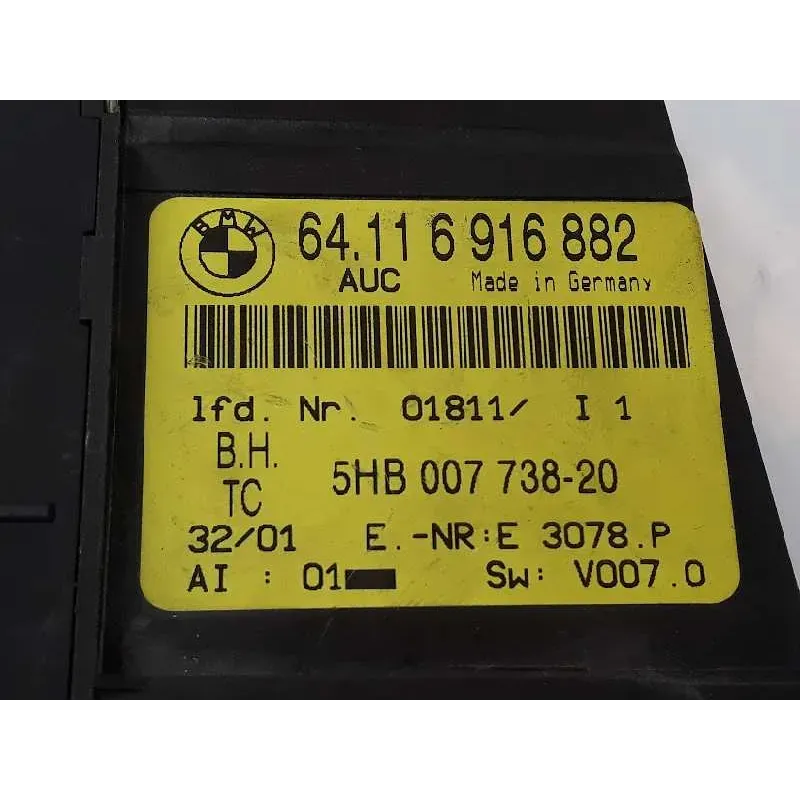 BMW
64.11 6 916 882
AUC Made in Germany
lfd. Nr. 01811/ I 1
B.H.
TC 5HB 007 738-20
32/01 E.-NR:E 3078.P
AI : 01 Sw: V007.0